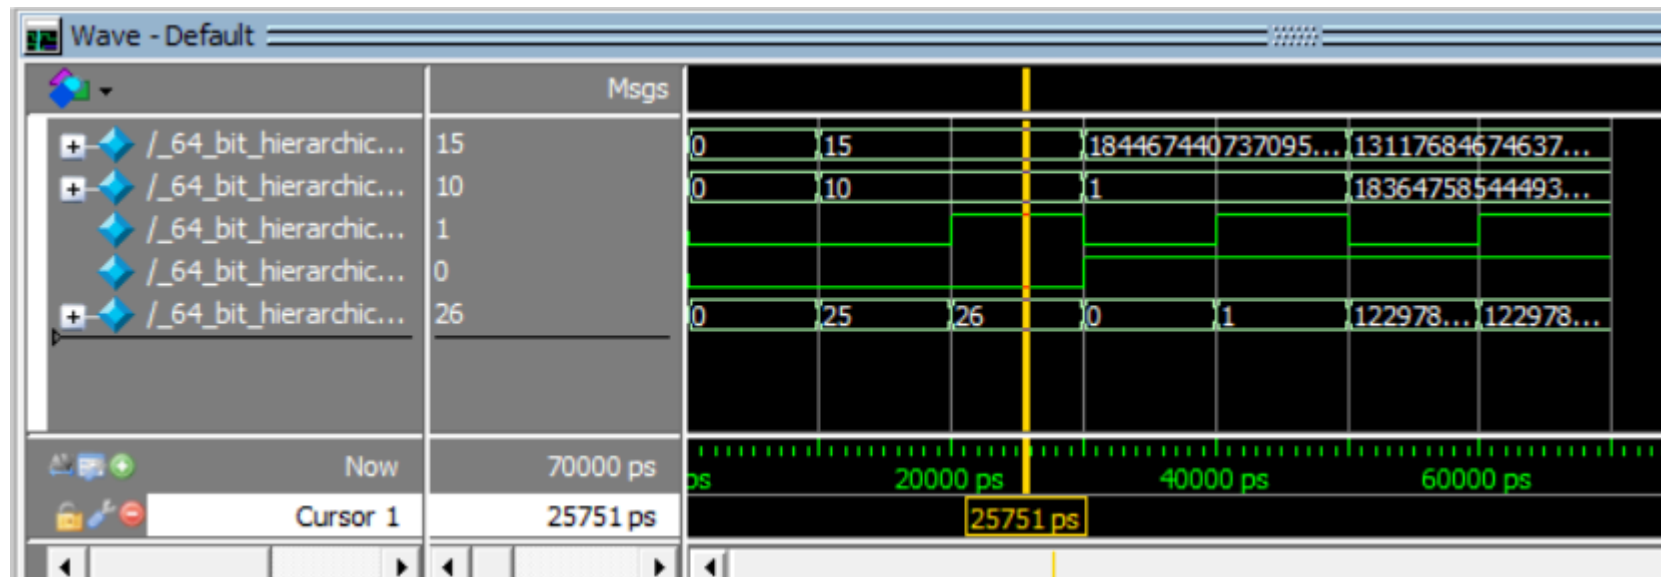 Wave - Default
Msgs
/_64_bit_hierarchic... 15 0 15 184467440737095... 13117684674637...
/_64_bit_hierarchic... 10 0 10 1 18364758544493...
/_64_bit_hierarchic... 1
/_64_bit_hierarchic... 0
/_64_bit_hierarchic... 26 0 25 26 0 1 122978... 122978...
Now 70000 ps ps 20000 ps 40000 ps 60000 ps
Cursor 1 25751 ps 25751 ps